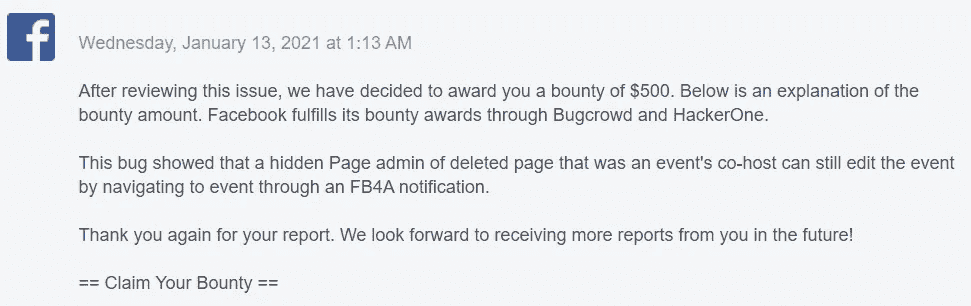 Wednesday, January 13, 2021 at 1:13 AM
After reviewing this issue, we have decided to award you a bounty of $500. Below is an explanation of the
bounty amount. Facebook fulfills its bounty awards through Bugcrowd and HackerOne.
This bug showed that a hidden Page admin of deleted page that was an event's co-host can still edit the event
by navigating to event through an FB4A notification.
Thank you again for your report. We look forward to receiving more reports from you in the future!
== Claim Your Bounty ==